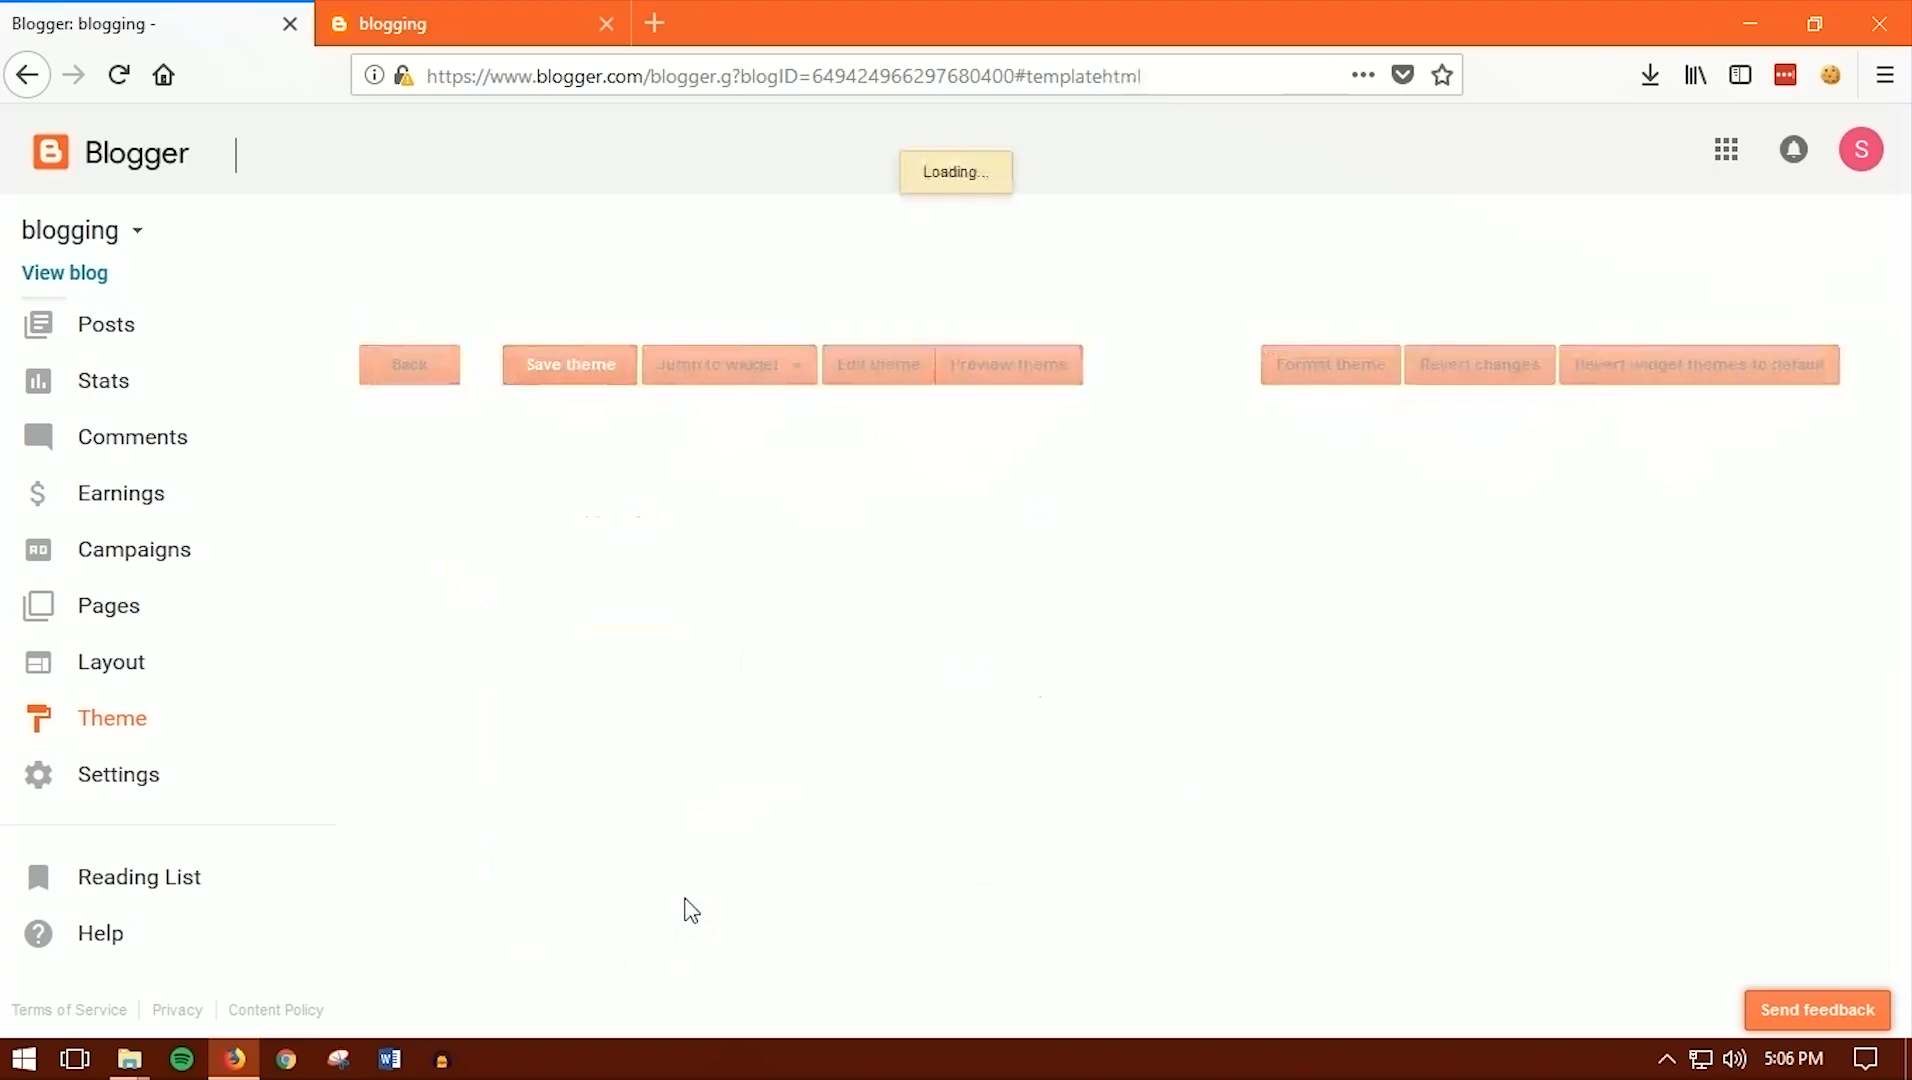 Blogger: blogging -
blogging
https://www.blogger.com/blogger.g?blogID=649424966297680400#templatehtml
Blogger
S
Loading...
blogging
View blog
Posts
Stats
Comments
Earnings
Campaigns
Pages
Layout
Theme
Settings
Reading List
Help
Back
Save theme
Jump to widget
Edit theme
Preview theme
Format theme
Revert changes
Revert widget themes to default
Terms of Service
Privacy
Content Policy
Send feedback
5:06 PM